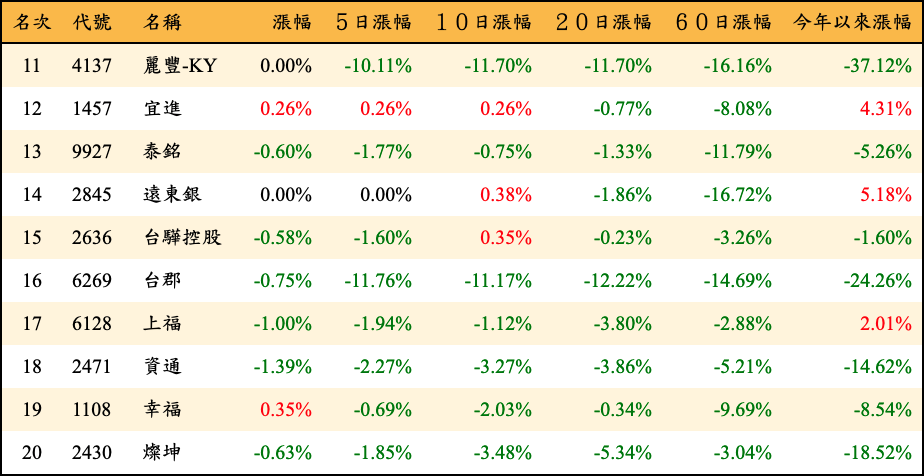 名次 代號 名稱 漲幅 5日漲幅 10日漲幅 20日漲幅 60日漲幅 今年以來漲幅
11 4137 麗豐-KY 0.00% -10.11% -11.70% -11.70% -16.16% -37.12%
12 1457 宜進 0.26% 0.26% 0.26% -0.77% -8.08% 4.31%
13 9927 泰銘 -0.60% -1.77% -0.75% -1.33% -11.79% -5.26%
14 2845 遠東銀 0.00% 0.00% 0.38% -1.86% -16.72% 5.18%
15 2636 台驊控股 -0.58% -1.60% 0.35% -0.23% -3.26% -1.60%
16 6269 台郡 -0.75% -11.76% -11.17% -12.22% -14.69% -24.26%
17 6128 上福 -1.00% -1.94% -1.12% -3.80% -2.88% 2.01%
18 2471 資通 -1.39% -2.27% -3.27% -3.86% -5.21% -14.62%
19 1108 幸福 0.35% -0.69% -2.03% -0.34% -9.69% -8.54%
20 2430 燦坤 -0.63% -1.85% -3.48% -5.34% -3.04% -18.52%